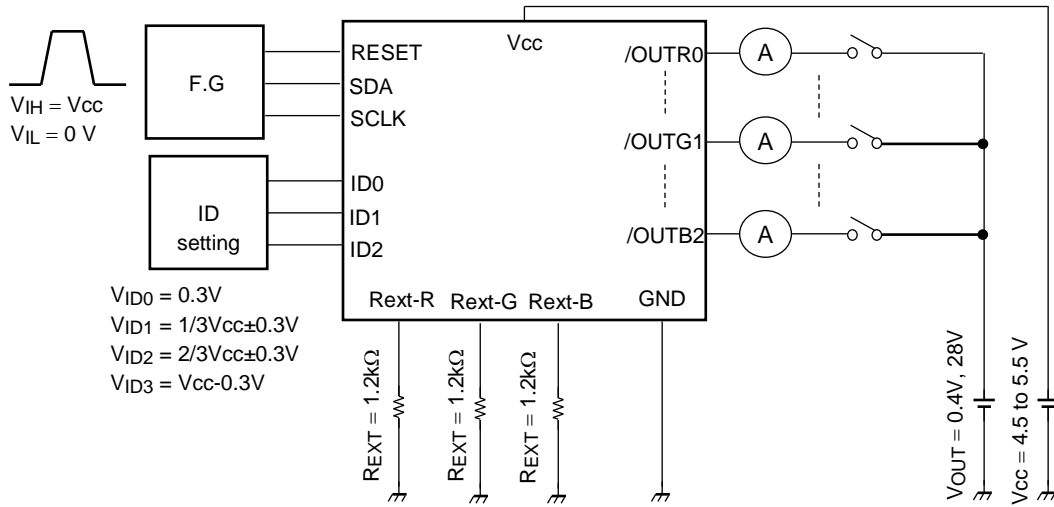 Vcc
RESET
F.G
SDA
SCLK
VIH = Vcc
VIL = 0 V
/OUTR0
A
/OUTG1
A
/OUTB2
A
ID setting
ID0
ID1
ID2
VID0 = 0.3V
VID1 = 1/3Vcc±0.3V
VID2 = 2/3Vcc±0.3V
VID3 = Vcc-0.3V
Rext-R
Rext-G
Rext-B
GND
REXT = 1.2kΩ
REXT = 1.2kΩ
REXT = 1.2kΩ
VOUT = 0.4V, 28V
Vcc = 4.5 to 5.5 V